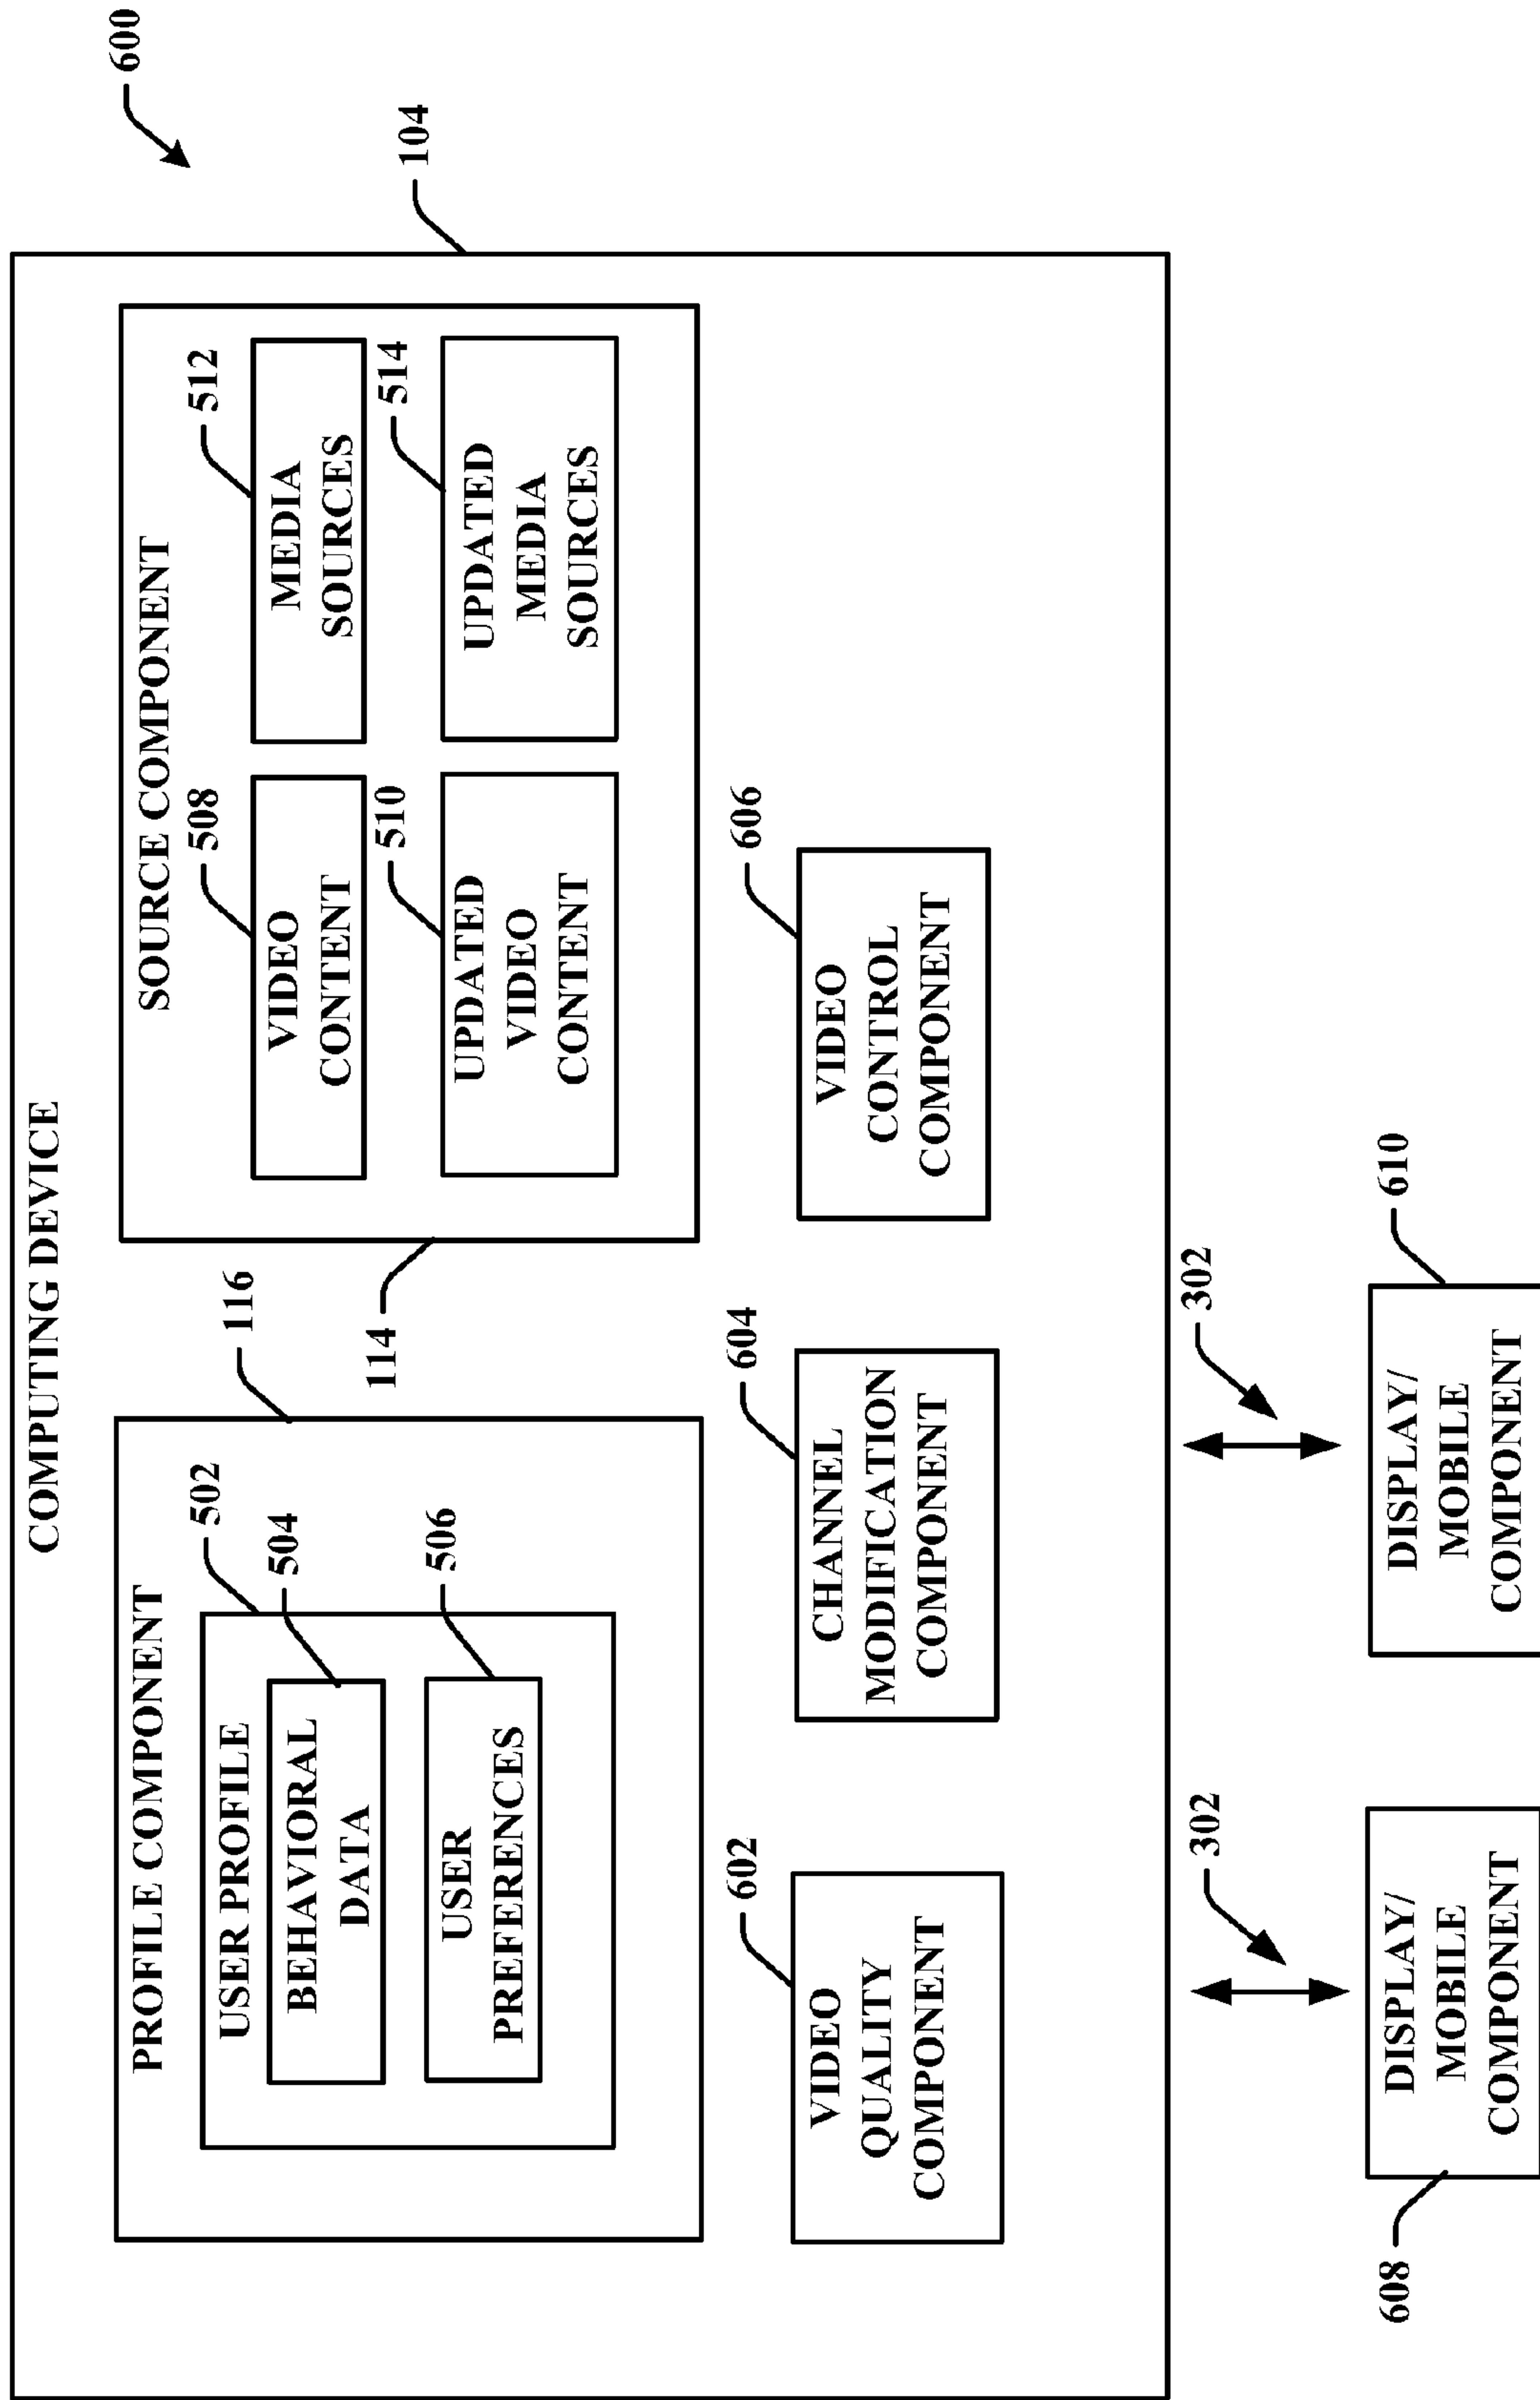 600
COMPUTING DEVICE
104
PROFILE COMPONENT
116
USER PROFILE
502
BEHAVIORAL
DATA
504
USER
PREFERENCES
506
SOURCE COMPONENT
114
VIDEO
CONTENT
508
MEDIA
SOURCES
512
UPDATED
VIDEO
CONTENT
510
UPDATED
MEDIA
SOURCES
514
VIDEO
QUALITY
COMPONENT
602
CHANNEL
MODIFICATION
COMPONENT
604
VIDEO
CONTROL
COMPONENT
606
302
302
608
DISPLAY/
MOBILE
COMPONENT
DISPLAY/
MOBILE
COMPONENT
610